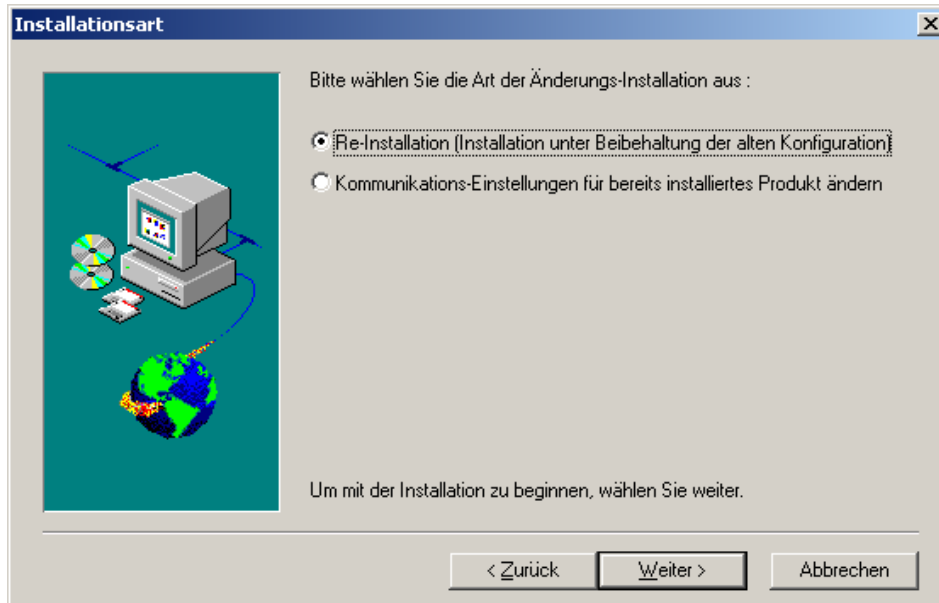 Installationsart
Bitte wählen Sie die Art der Änderungs-Installation aus :
Re-Installation (Installation unter Beibehaltung der alten Konfiguration)
Kommunikations-Einstellungen für bereits installiertes Produkt ändern
Um mit der Installation zu beginnen, wählen Sie weiter.
< Zurück
Weiter >
Abbrechen